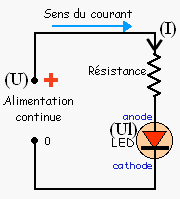 Sens du courant
(I)
(U)
+
Résistance
Alimentation
continue
anode
(Ul)
LED
0
cathode